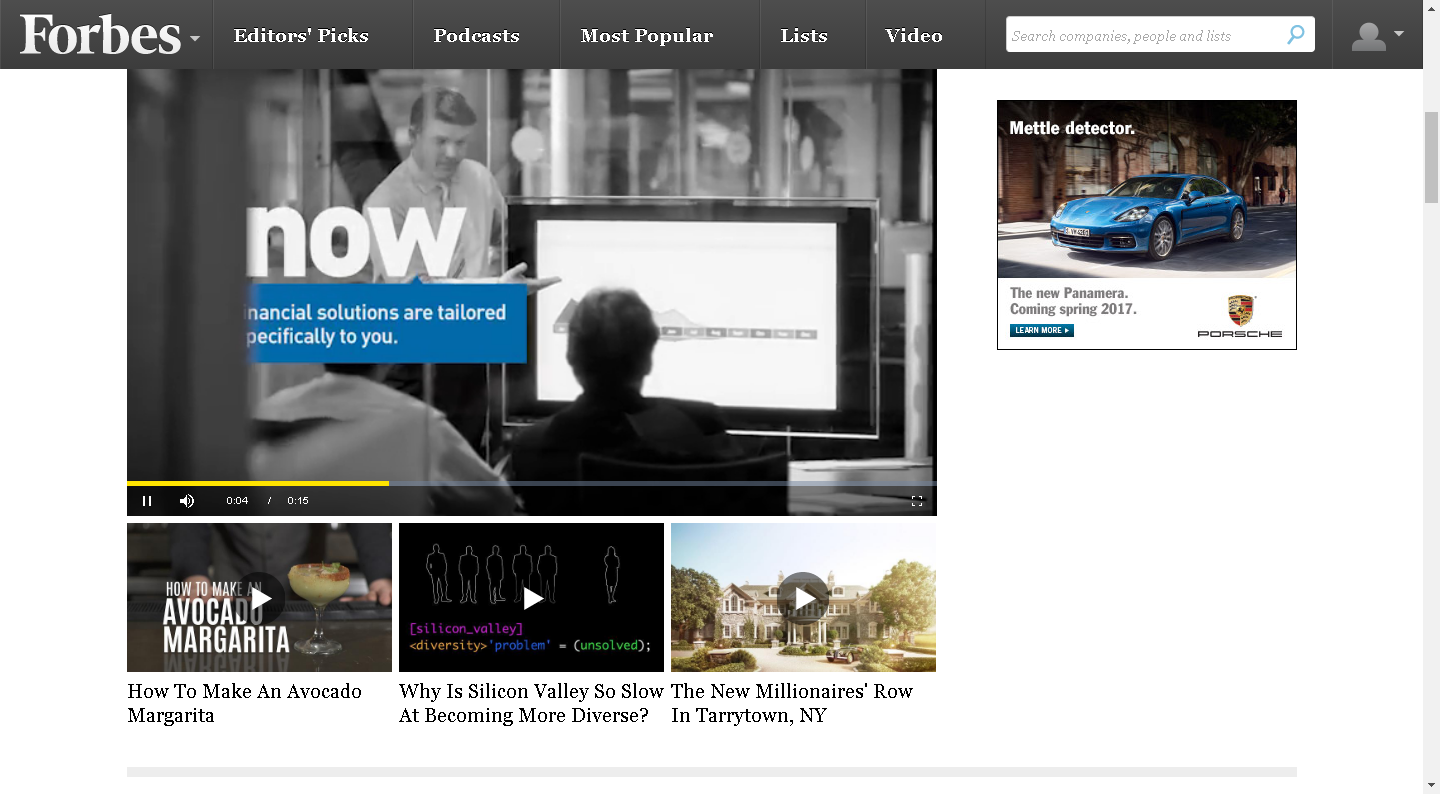 Forbes
Editors' Picks
Podcasts
Most Popular
Lists
Video
Search companies, people and lists
now
inancial solutions are tailored
pecifically to you.
0:04 / 0:15
Mettle detector.
The new Panamera.
Coming spring 2017.
LEARN MORE
PORSCHE
HOW TO MAKE AN
AVOCADO
MARGARITA
[silicon_valley]
<diversity>'problem' = (unsolved);
How To Make An Avocado
Margarita
Why Is Silicon Valley So Slow
At Becoming More Diverse?
The New Millionaires' Row
In Tarrytown, NY